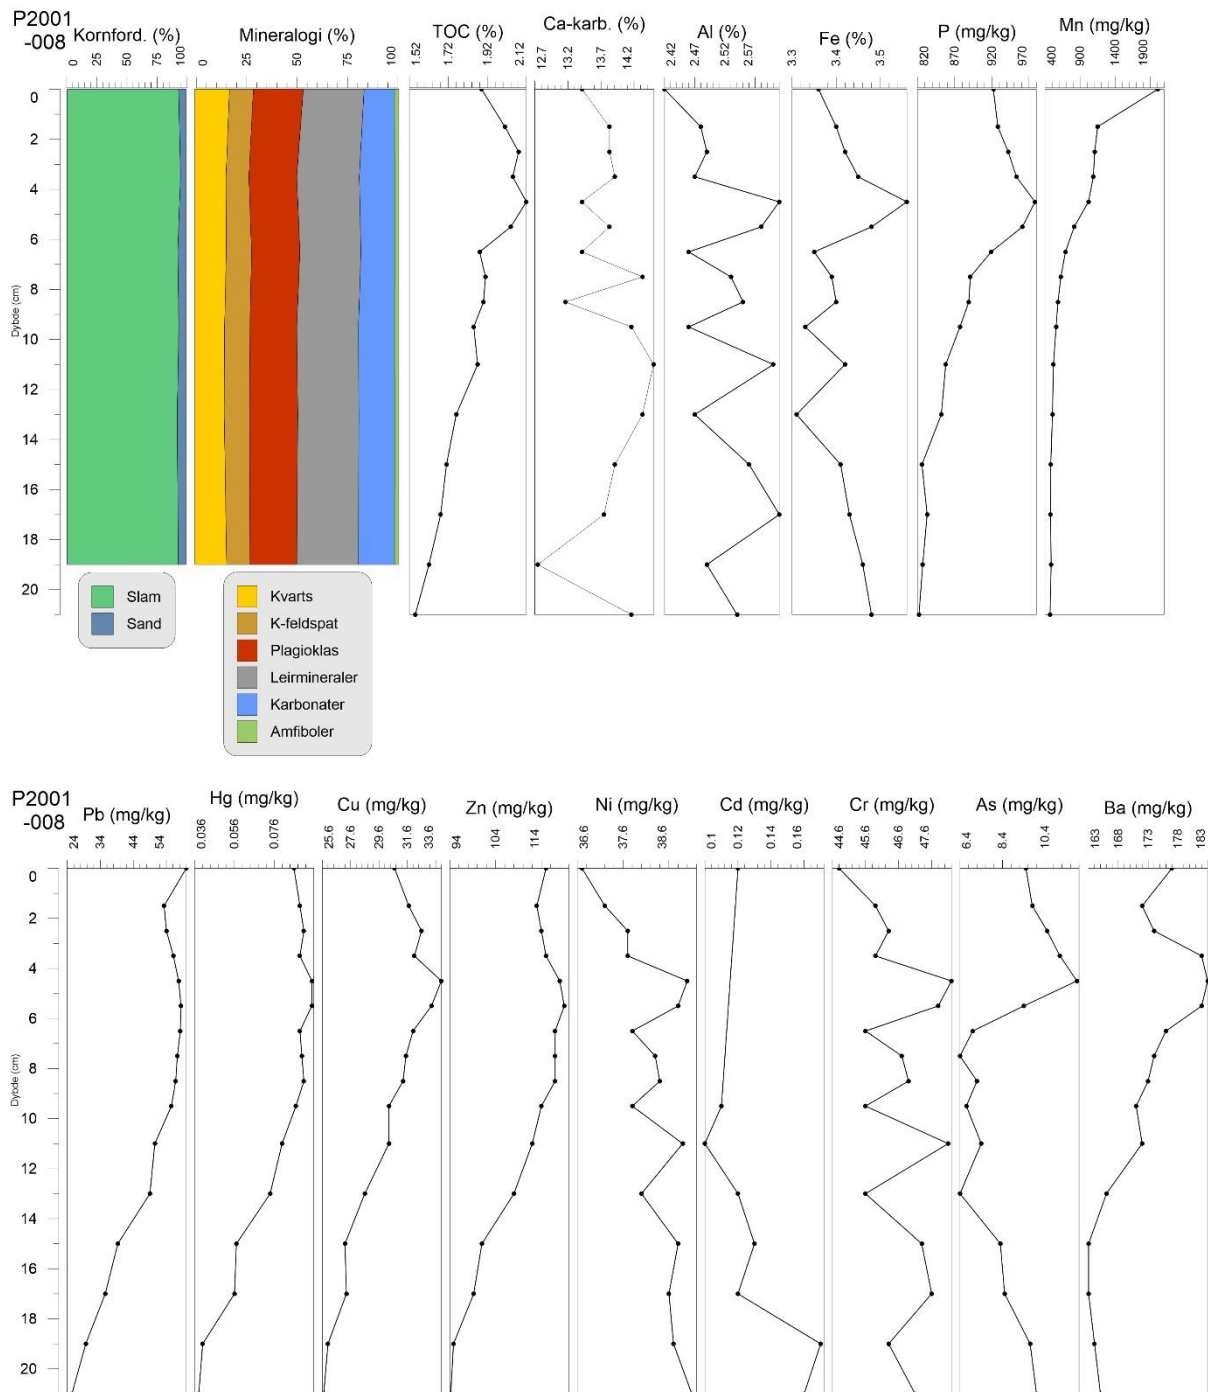 P2001
-008
Kornford. (%)
Mineralogi (%)
TOC (%)
Ca-karb. (%)
Al (%)
Fe (%)
P (mg/kg)
Mn (mg/kg)
0 25 50 75 100
0 25 50 75 100
1.52 1.72 1.92 2.12
12.7 13.2 13.7 14.2
2.42 2.47 2.52 2.57
3.3 3.4 3.5
820 870 920 970
400 900 1400 1900
0
2
4
6
8
10
12
14
16
18
20
Dybde (cm)
Slam
Sand
Kvarts
K-feldspat
Plagioklas
Leirmineraler
Karbonater
Amfiboler
P2001
-008
Pb (mg/kg)
Hg (mg/kg)
Cu (mg/kg)
Zn (mg/kg)
Ni (mg/kg)
Cd (mg/kg)
Cr (mg/kg)
As (mg/kg)
Ba (mg/kg)
24 34 44 54
0.036 0.056 0.076
25.6 27.6 29.6 31.6 33.6
94 104 114
36.6 37.6 38.6
0.1 0.12 0.14 0.16
44.6 45.6 46.6 47.6
6.4 8.4 10.4
163 168 173 178 183
0
2
4
6
8
10
12
14
16
18
20
Dybde (cm)